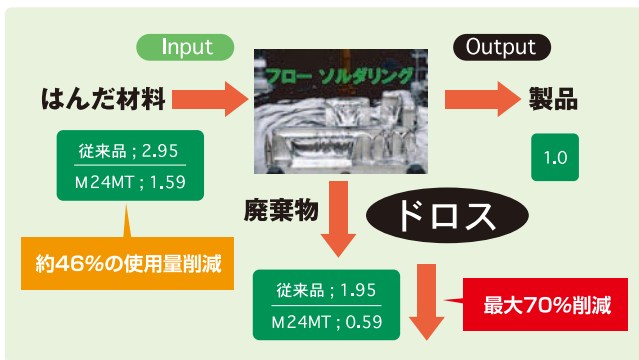 Input
Output
フロー ソルダリング
はんだ材料
製品
従来品 ; 2.95
M24MT ; 1.59
1.0
廃棄物
ドロス
約46%の使用量削減
従来品 ; 1.95
M24MT ; 0.59
最大70%削減